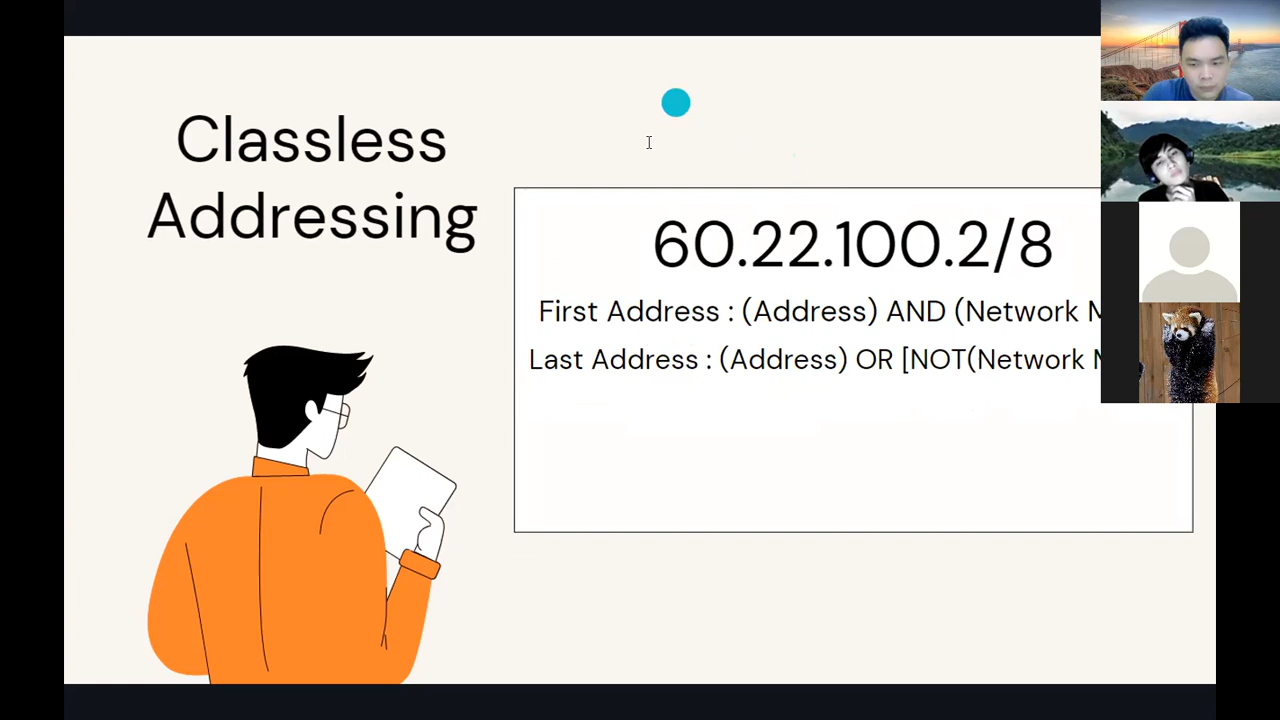 Classless
Addressing
60.22.100.2/8
First Address : (Address) AND (Network
Last Address : (Address) OR [NOT(Network